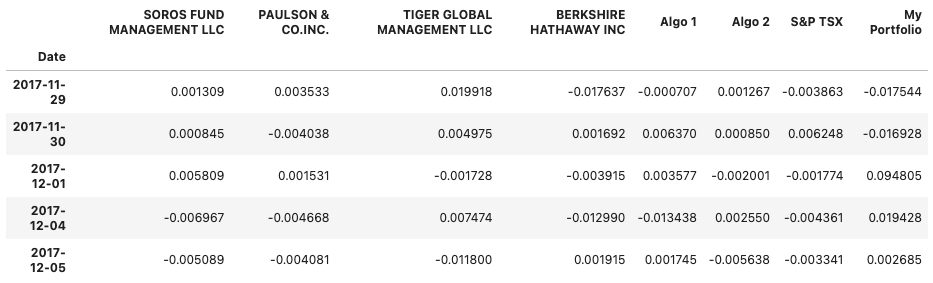 SOROS FUND MANAGEMENT LLC PAULSON & CO.INC. TIGER GLOBAL MANAGEMENT LLC BERKSHIRE HATHAWAY INC Algo 1 Algo 2 S&P TSX My Portfolio
Date
2017-11-29 0.001309 0.003533 0.019918 -0.017637 -0.000707 0.001267 -0.003863 -0.017544
2017-11-30 0.000845 -0.004038 0.004975 0.001692 0.006370 0.000850 0.006248 -0.016928
2017-12-01 0.005809 0.001531 -0.001728 -0.003915 0.003577 -0.002001 -0.001774 0.094805
2017-12-04 -0.006967 -0.004668 0.007474 -0.012990 -0.013438 0.002550 -0.004361 0.019428
2017-12-05 -0.005089 -0.004081 -0.011800 0.001915 0.001745 -0.005638 -0.003341 0.002685